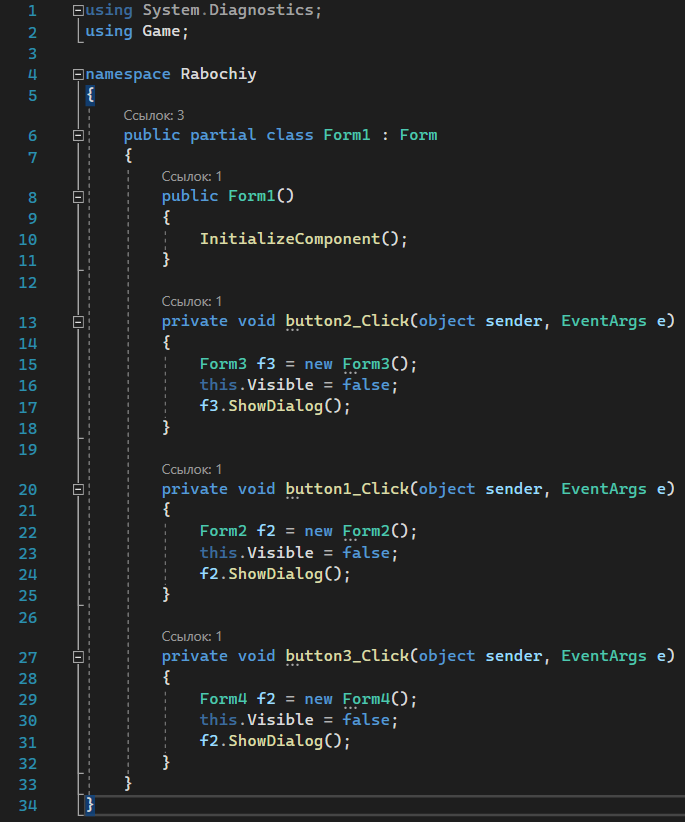 1 using System.Diagnostics;
2 using Game;
3
4 namespace Rabochiy
5 {
Ссылок: 3
6 public partial class Form1 : Form
7 {
Ссылок: 1
8 public Form1()
9 {
10 InitializeComponent();
11 }
12
Ссылок: 1
13 private void button2_Click(object sender, EventArgs e)
14 {
15 Form3 f3 = new Form3();
16 this.Visible = false;
17 f3.ShowDialog();
18 }
19
Ссылок: 1
20 private void button1_Click(object sender, EventArgs e)
21 {
22 Form2 f2 = new Form2();
23 this.Visible = false;
24 f2.ShowDialog();
25 }
26
Ссылок: 1
27 private void button3_Click(object sender, EventArgs e)
28 {
29 Form4 f2 = new Form4();
30 this.Visible = false;
31 f2.ShowDialog();
32 }
33 }
34 }